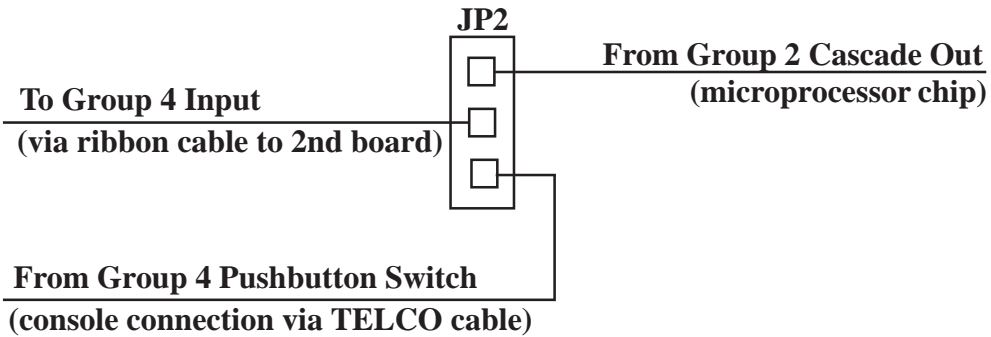 JP2
From Group 2 Cascade Out
(microprocessor chip)
To Group 4 Input
(via ribbon cable to 2nd board)
From Group 4 Pushbutton Switch
(console connection via TELCO cable)